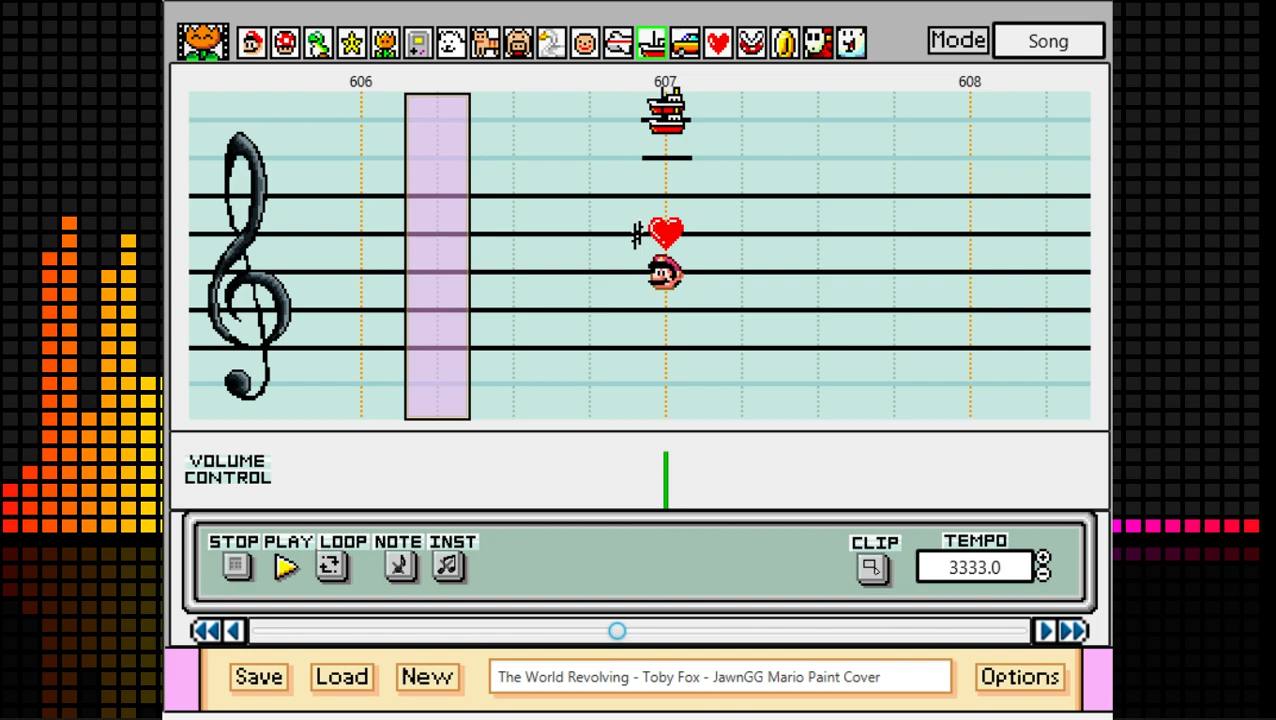 Mode
Song
606
607
608
VOLUME
CONTROL
STOP PLAY LOOP NOTE INST
CLIP
TEMPO
3333.0
Save
Load
New
The World Revolving - Toby Fox - JawnGG Mario Paint Cover
Options